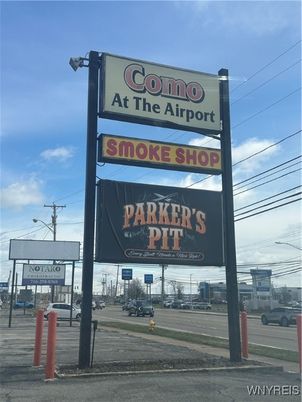 Como
At The Airport
SMOKE SHOP
PARKER'S
PIT
NOTARO
WNYREIS